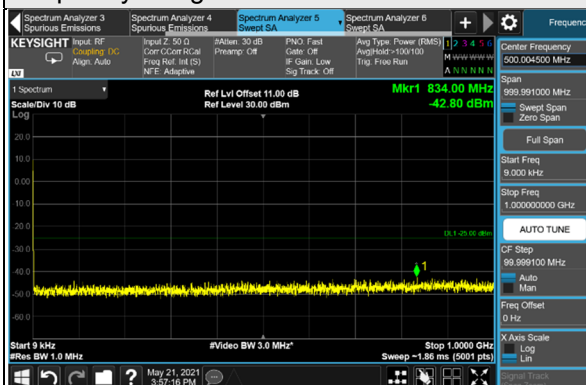 Spectrum Analyzer 3
Spurious Emissions
Spectrum Analyzer 4
Spurious Emissions
Spectrum Analyzer 5
Swept SA
Spectrum Analyzer 6
Swept SA
Frequency
KEYSIGHT
Input: RF
Coupling: DC
Align: Auto
Input Z: 50 Ω
Corr CCorr RCal
Freq Ref: Int (S)
NFE: Adaptive
#Atten: 30 dB
Preamp: Off
PNO: Fast
Gate: Off
IF Gain: Low
Sig Track: Off
Avg Type: Power (RMS)
Avg|Hold:>100/100
Trig: Free Run
1 2 3 4 5 6
M W W W W W
A N N N N N
LXI
1 Spectrum
Scale/Div 10 dB
Log
Ref Lvl Offset 11.00 dB
Ref Level 30.00 dBm
Mkr1 834.00 MHz
-42.80 dBm
20.0
10.0
0.00
-10.0
-20.0
-30.0
-40.0
-50.0
-60.0
DL1 -25.00 dBm
1
Start 9 kHz
#Res BW 1.0 MHz
#Video BW 3.0 MHz*
Stop 1.0000 GHz
Sweep ~1.86 ms (5001 pts)
Center Frequency
500.004500 MHz
Span
999.991000 MHz
Swept Span
Zero Span
Full Span
Start Freq
9.000 kHz
Stop Freq
1.000000000 GHz
AUTO TUNE
CF Step
99.999100 MHz
Auto
Man
Freq Offset
0 Hz
X Axis Scale
Log
Lin
Signal Track
May 21, 2021
3:57:16 PM